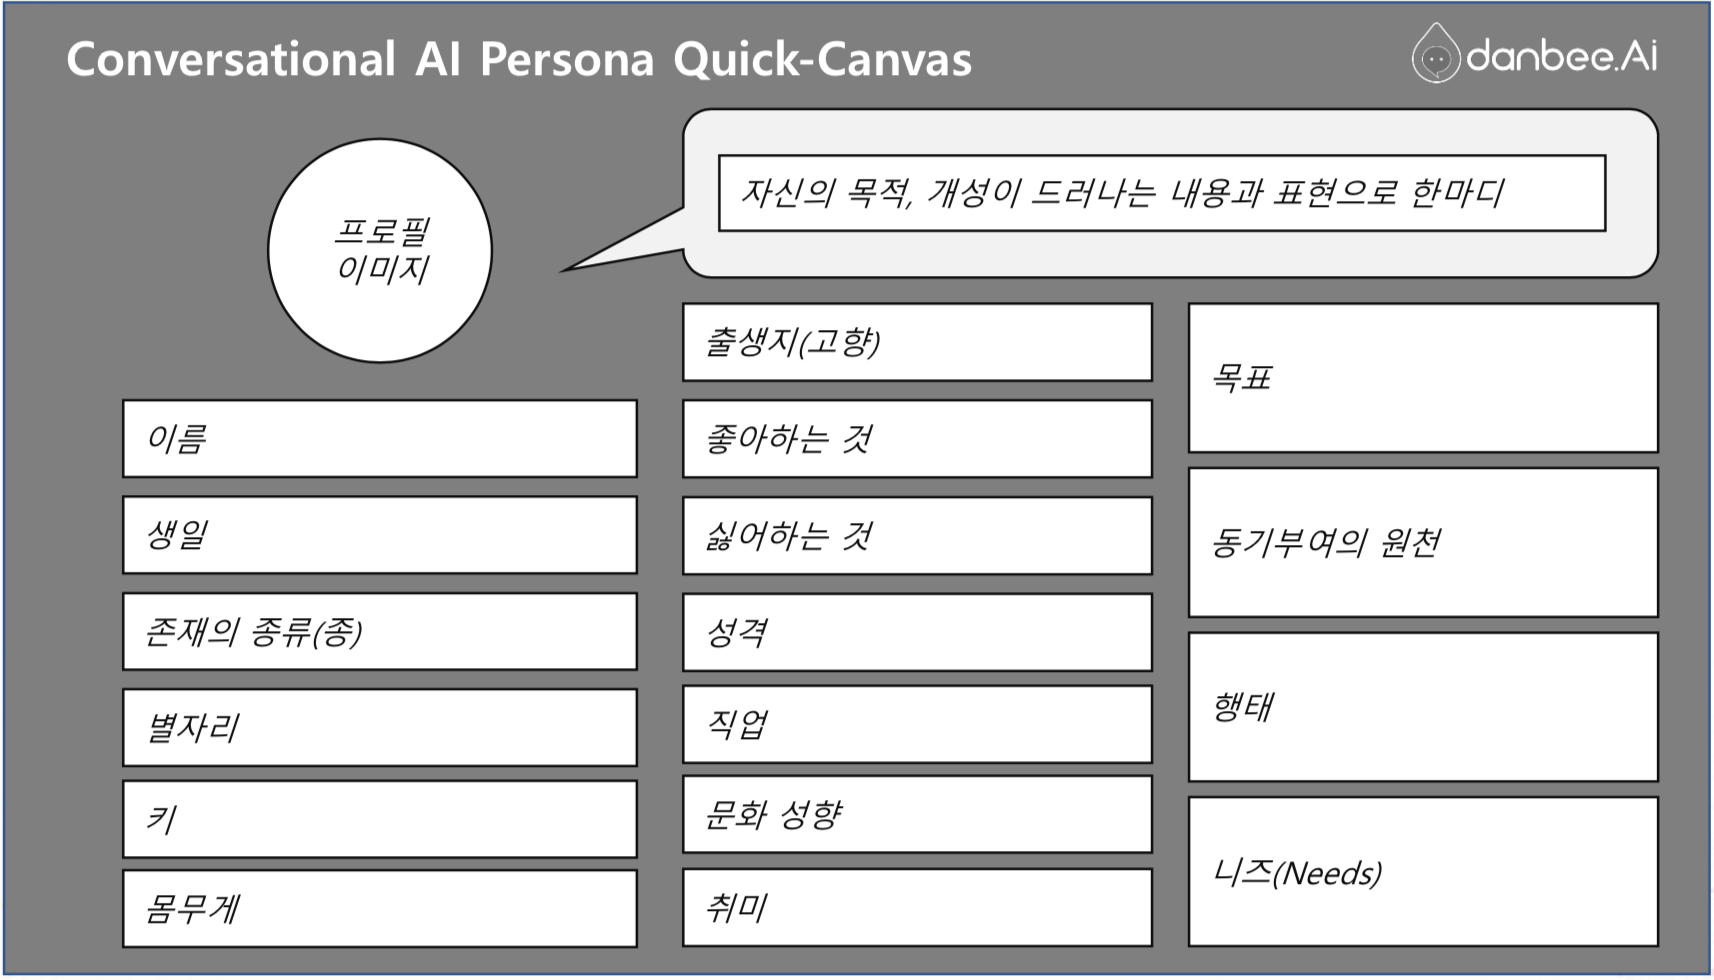 Conversational AI Persona Quick-Canvas
danbee.Ai
프로필
이미지
자신의 목적, 개성이 드러나는 내용과 표현으로 한마디
이름
생일
존재의 종류(종)
별자리
키
몸무게
출생지(고향)
좋아하는 것
싫어하는 것
성격
직업
문화 성향
취미
목표
동기부여의 원천
행태
니즈(Needs)